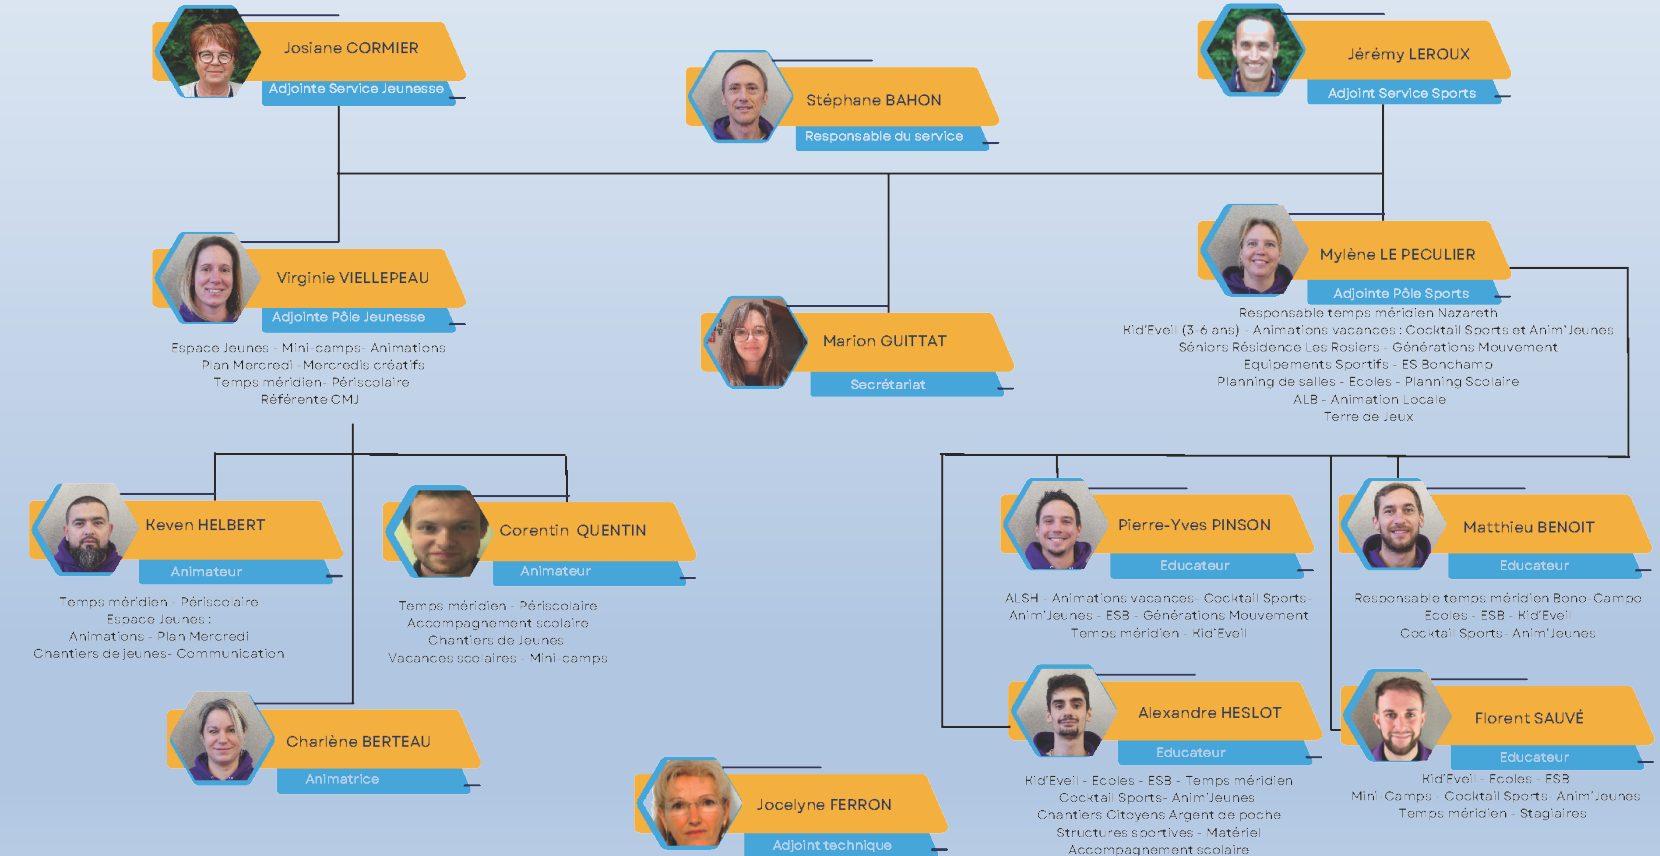 Josiane CORMIER
Adjointe Service Jeunesse
Stéphane BAHON
Responsable du service
Jérémy LEROUX
Adjoint Service Sports
Virginie VIELLEPEAU
Adjointe Pôle Jeunesse
Espace Jeunes - Mini-camps- Animations
Plan Mercredi -Mercredis créatifs
Temps méridien- Périscolaire
Référente CMJ
Marion GUITTAT
Secrétariat
Mylène LE PECULIER
Adjointe Pôle Sports
Responsable temps méridien Nazareth
Kid'Eveil (3-6 ans) - Animations vacances : Cocktail Sports et Anim'Jeunes
Séniors Résidence Les Rosiers - Générations Mouvement
Equipements Sportifs - ES Bonchamp
Planning de salles - Ecoles - Planning Scolaire
ALB - Animation Locale
Terre de Jeux
Keven HELBERT
Animateur
Temps méridien - Périscolaire
Espace Jeunes :
Animations - Plan Mercredi
Chantiers de jeunes- Communication
Corentin QUENTIN
Animateur
Temps méridien - Périscolaire
Accompagnement scolaire
Chantiers de Jeunes
Vacances scolaires - Mini-camps
Pierre-Yves PINSON
Educateur
ALSH - Animations vacances- Cocktail Sports-
Anim'Jeunes - ESB - Générations Mouvement
Temps méridien - Kid'Eveil
Matthieu BENOIT
Educateur
Responsable temps méridien Bono-Campo
Ecoles - ESB - Kid'Eveil
Cocktail Sports- Anim'Jeunes
Charlène BERTEAU
Animatrice
Jocelyne FERRON
Adjoint technique
Alexandre HESLOT
Educateur
Kid'Eveil - Ecoles - ESB - Temps méridien
Cocktail Sports- Anim'Jeunes
Chantiers Citoyens Argent de poche
Structures sportives - Matériel
Accompagnement scolaire
Florent SAUVÉ
Educateur
Kid'Eveil - Ecoles - ESB
Mini-Camps - Cocktail Sports- Anim'Jeunes
Temps méridien - Stagiaires